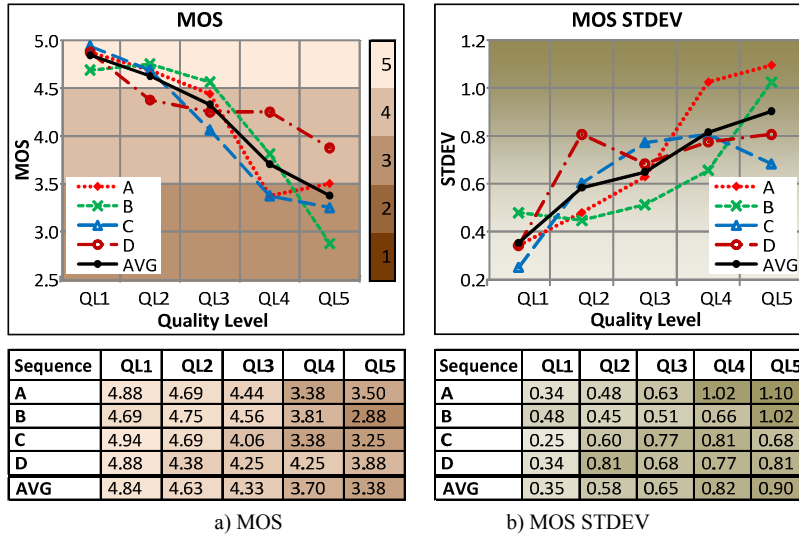 MOS
5.0
4.5
4.0
3.5
3.0
2.5
MOS
A
B
C
D
AVG
QL1 QL2 QL3 QL4 QL5
Quality Level
5
4
3
2
1
MOS STDEV
1.2
1.0
0.8
0.6
0.4
0.2
STDEV
A
B
C
D
AVG
QL1 QL2 QL3 QL4 QL5
Quality Level
Sequence QL1 QL2 QL3 QL4 QL5
A 4.88 4.69 4.44 3.38 3.50
B 4.69 4.75 4.56 3.81 2.88
C 4.94 4.69 4.06 3.38 3.25
D 4.88 4.38 4.25 4.25 3.88
AVG 4.84 4.63 4.33 3.70 3.38
a) MOS
Sequence QL1 QL2 QL3 QL4 QL5
A 0.34 0.48 0.63 1.02 1.10
B 0.48 0.45 0.51 0.66 1.02
C 0.25 0.60 0.77 0.81 0.68
D 0.34 0.81 0.68 0.77 0.81
AVG 0.35 0.58 0.65 0.82 0.90
b) MOS STDEV